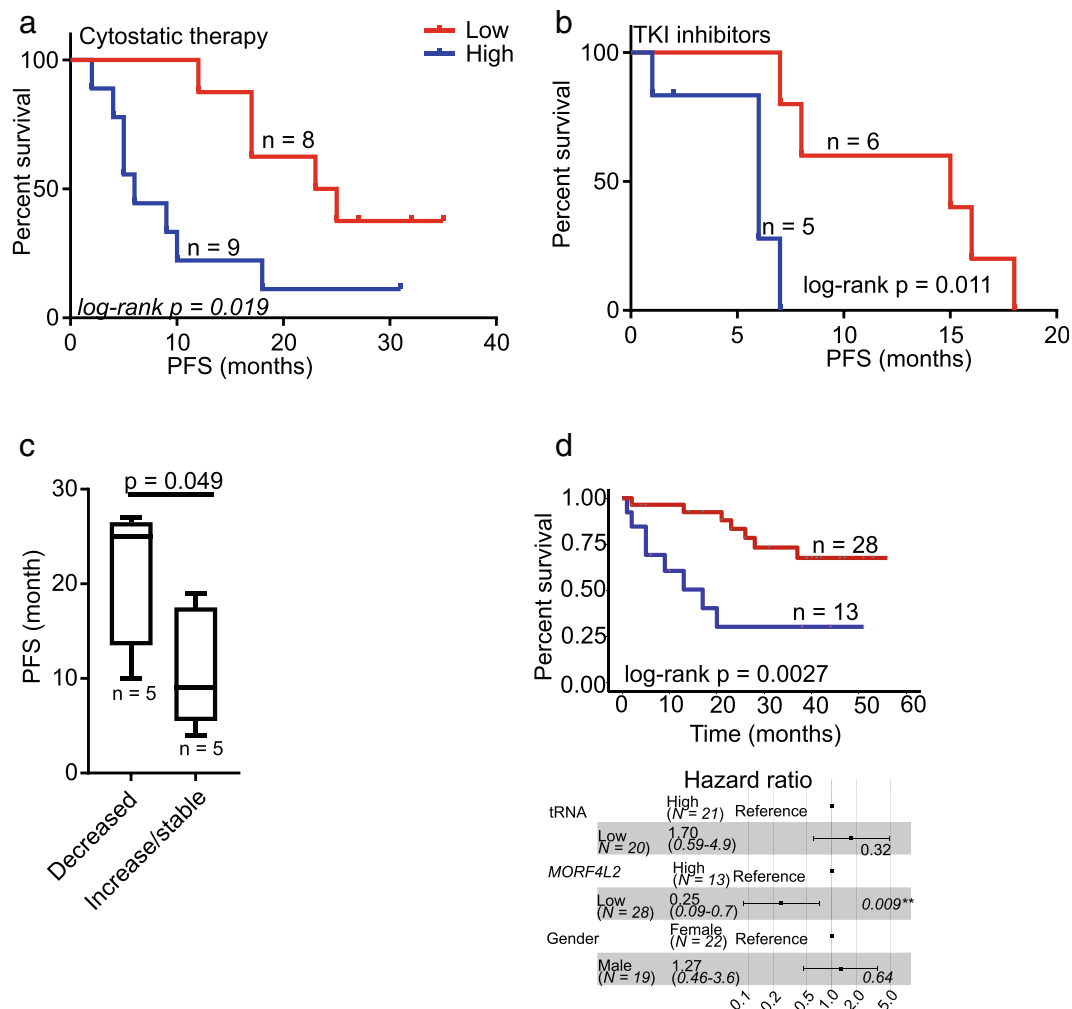 a
Cytostatic therapy
Low
High
100
50
0
Percent survival
n = 8
n = 9
log-rank p = 0.019
0 10 20 30 40
PFS (months)
b
TKI inhibitors
100
50
0
Percent survival
n = 6
n = 5
log-rank p = 0.011
0 5 10 15 20
PFS (months)
c
p = 0.049
30
20
10
0
PFS (month)
n = 5
n = 5
Decreased
Increase/stable
d
1.00
0.75
0.50
0.25
0.00
Percent survival
n = 28
n = 13
log-rank p = 0.0027
0 10 20 30 40 50 60
Time (months)
Hazard ratio
tRNA
High
(N = 21)
Reference
Low
N = 20)
1.70
(0.59-4.9)
0.32
MORF4L2
High
(N = 13)
Reference
Low
(N = 28)
0.25
(0.09-0.7)
0.009**
Gender
Female
(N = 22)
Reference
Male
(N = 19)
1.27
(0.46-3.6)
0.64
0.1 0.2 0.5 1.0 2.0 5.0